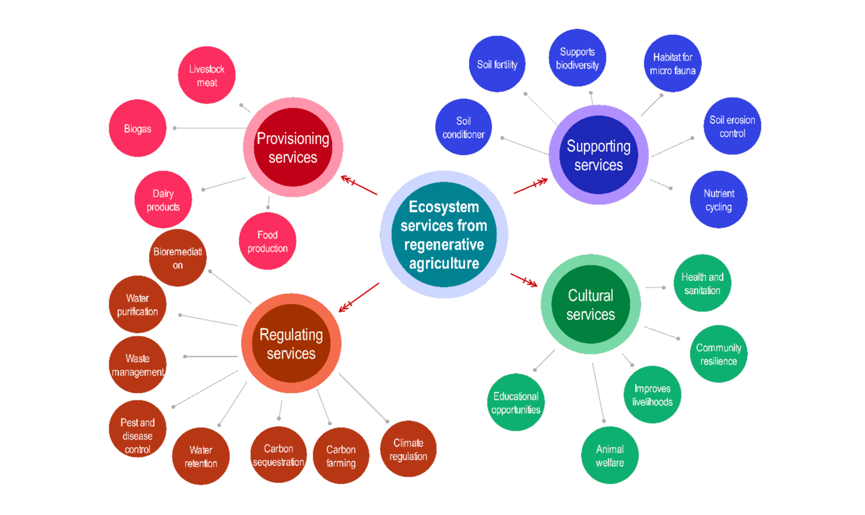 Livestock
meat
Biogas
Dairy
products
Food
production
Provisioning
services
Soil fertility
Supports
biodiversity
Habitat for
micro fauna
Soil
conditioner
Soil erosion
control
Nutrient
cycling
Supporting
services
Ecosystem
services from
regenerative
agriculture
Bioremediati
on
Water
purification
Waste
management
Pest and
disease
control
Water
retention
Carbon
sequestration
Carbon
farming
Climate
regulation
Regulating
services
Cultural
services
Health and
sanitation
Community
resilience
Improves
livelihoods
Educational
opportunities
Animal
welfare